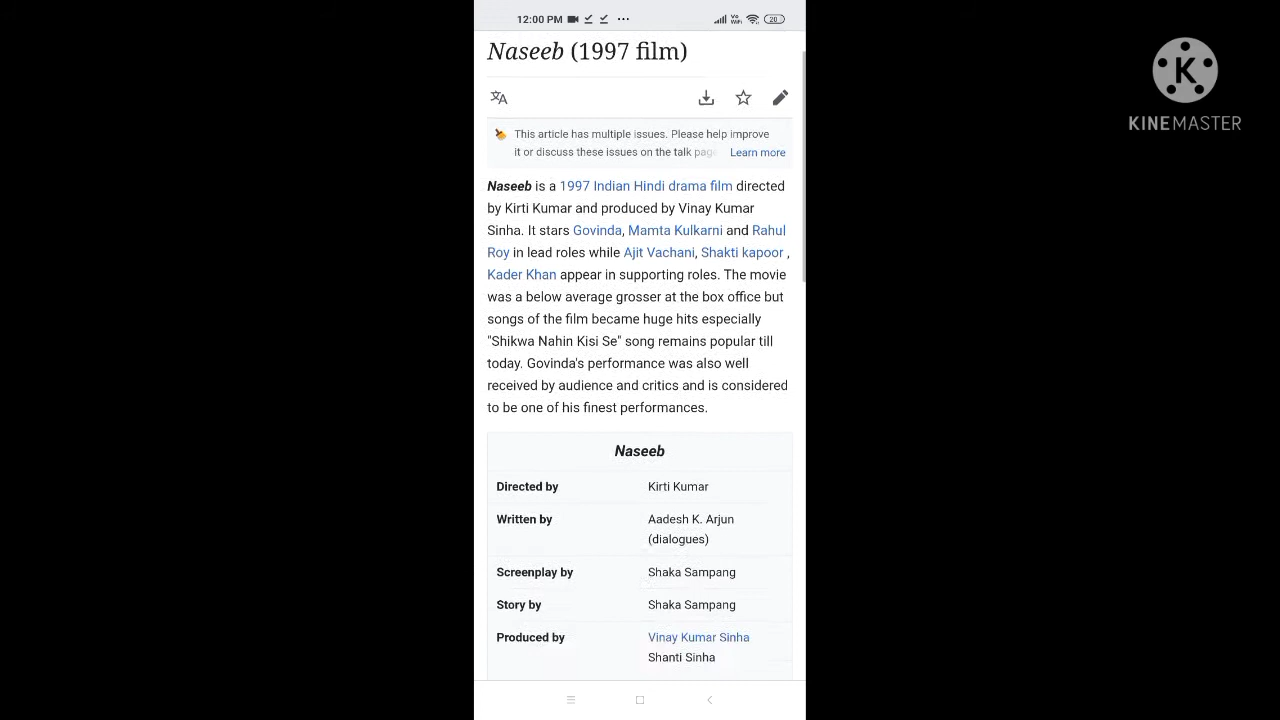 12:00 PM ... Vo WiFi 20
Naseeb (1997 film)
This article has multiple issues. Please help improve
it or discuss these issues on the talk page Learn more
Naseeb is a 1997 Indian Hindi drama film directed
by Kirti Kumar and produced by Vinay Kumar
Sinha. It stars Govinda, Mamta Kulkarni and Rahul
Roy in lead roles while Ajit Vachani, Shakti kapoor ,
Kader Khan appear in supporting roles. The movie
was a below average grosser at the box office but
songs of the film became huge hits especially
"Shikwa Nahin Kisi Se" song remains popular till
today. Govinda's performance was also well
received by audience and critics and is considered
to be one of his finest performances.
Naseeb
Directed by Kirti Kumar
Written by Aadesh K. Arjun
(dialogues)
Screenplay by Shaka Sampang
Story by Shaka Sampang
Produced by Vinay Kumar Sinha
Shanti Sinha
K
KINEMASTER